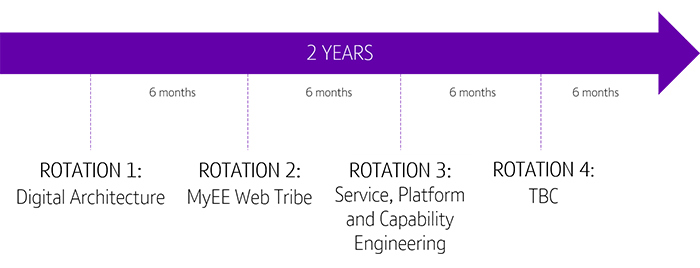 2 YEARS
6 months
6 months
6 months
6 months
ROTATION 1:
Digital Architecture
ROTATION 2:
MyEE Web Tribe
ROTATION 3:
Service, Platform
and Capability
Engineering
ROTATION 4:
TBC